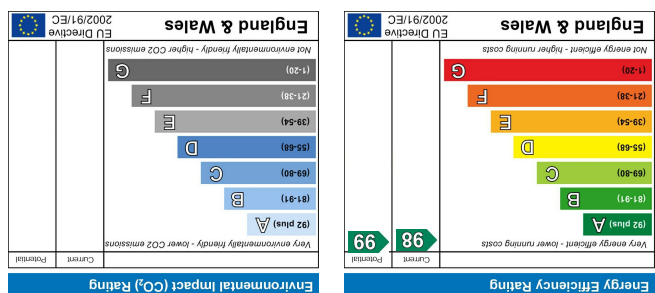 Energy Efficiency Rating
Current
Potential
Very energy efficient - lower running costs
(92 plus) A
(81-91) B
(69-80) C
(55-68) D
(39-54) E
(21-38) F
(1-20) G
98
99
Not energy efficient - higher running costs
England & Wales
EU Directive
2002/91/EC
Environmental Impact (CO₂) Rating
Current
Potential
Very environmentally friendly - lower CO2 emissions
(92 plus) A
(81-91) B
(69-80) C
(55-68) D
(39-54) E
(21-38) F
(1-20) G
Not environmentally friendly - higher CO2 emissions
England & Wales
EU Directive
2002/91/EC